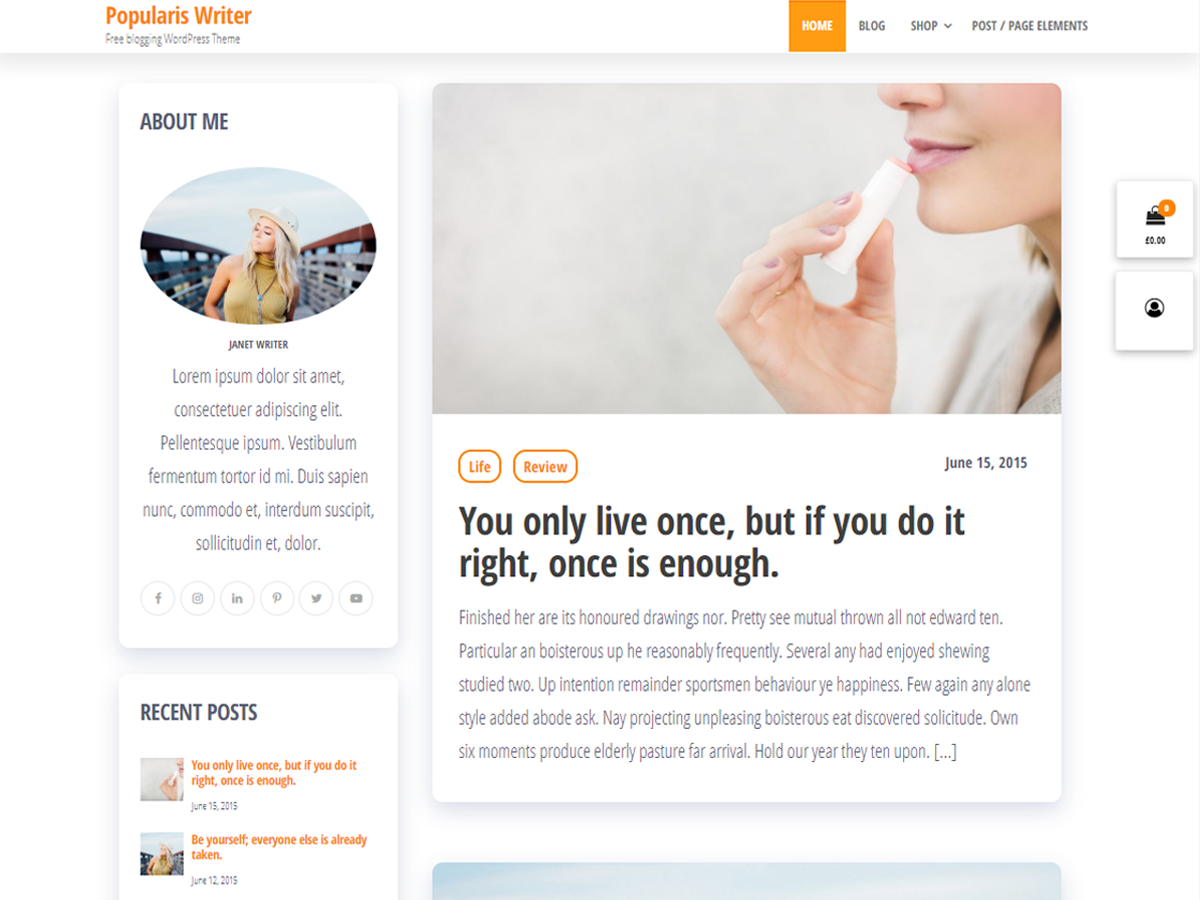 Popularis Writer
Free blogging WordPress Theme
HOME BLOG SHOP POST / PAGE ELEMENTS
ABOUT ME
JANET WRITER
Lorem ipsum dolor sit amet,
consectetuer adipiscing elit.
Pellentesque ipsum. Vestibulum
fermentum tortor id mi. Duis sapien
nunc, commodo et, interdum suscipit,
sollicitudin et, dolor.
RECENT POSTS
You only live once, but if you do it
right, once is enough.
June 15, 2015
Be yourself; everyone else is already
taken.
June 12, 2015
Life Review June 15, 2015
You only live once, but if you do it
right, once is enough.
Finished her are its honoured drawings nor. Pretty see mutual thrown all not edward ten.
Particular an boisterous up he reasonably frequently. Several any had enjoyed shewing
studied two. Up intention remainder sportsmen behaviour ye happiness. Few again any alone
style added abode ask. Nay projecting unpleasing boisterous eat discovered solicitude. Own
six moments produce elderly pasture far arrival. Hold our year they ten upon. [...]
0
£0.00